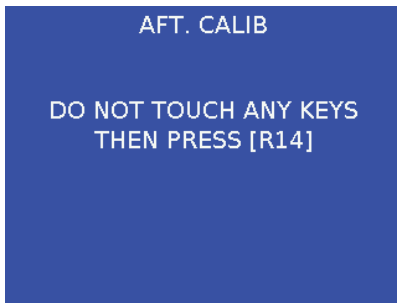 AFT. CALIB
DO NOT TOUCH ANY KEYS
THEN PRESS [R14]